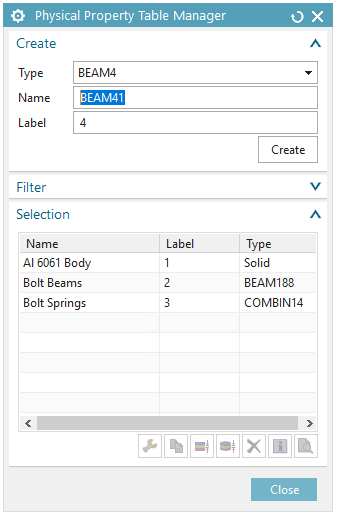 Physical Property Table Manager
Create
Type BEAM4
Name BEAM41
Label 4
Create
Filter
Selection
Name Label Type
Al 6061 Body 1 Solid
Bolt Beams 2 BEAM188
Bolt Springs 3 COMBIN14
Close